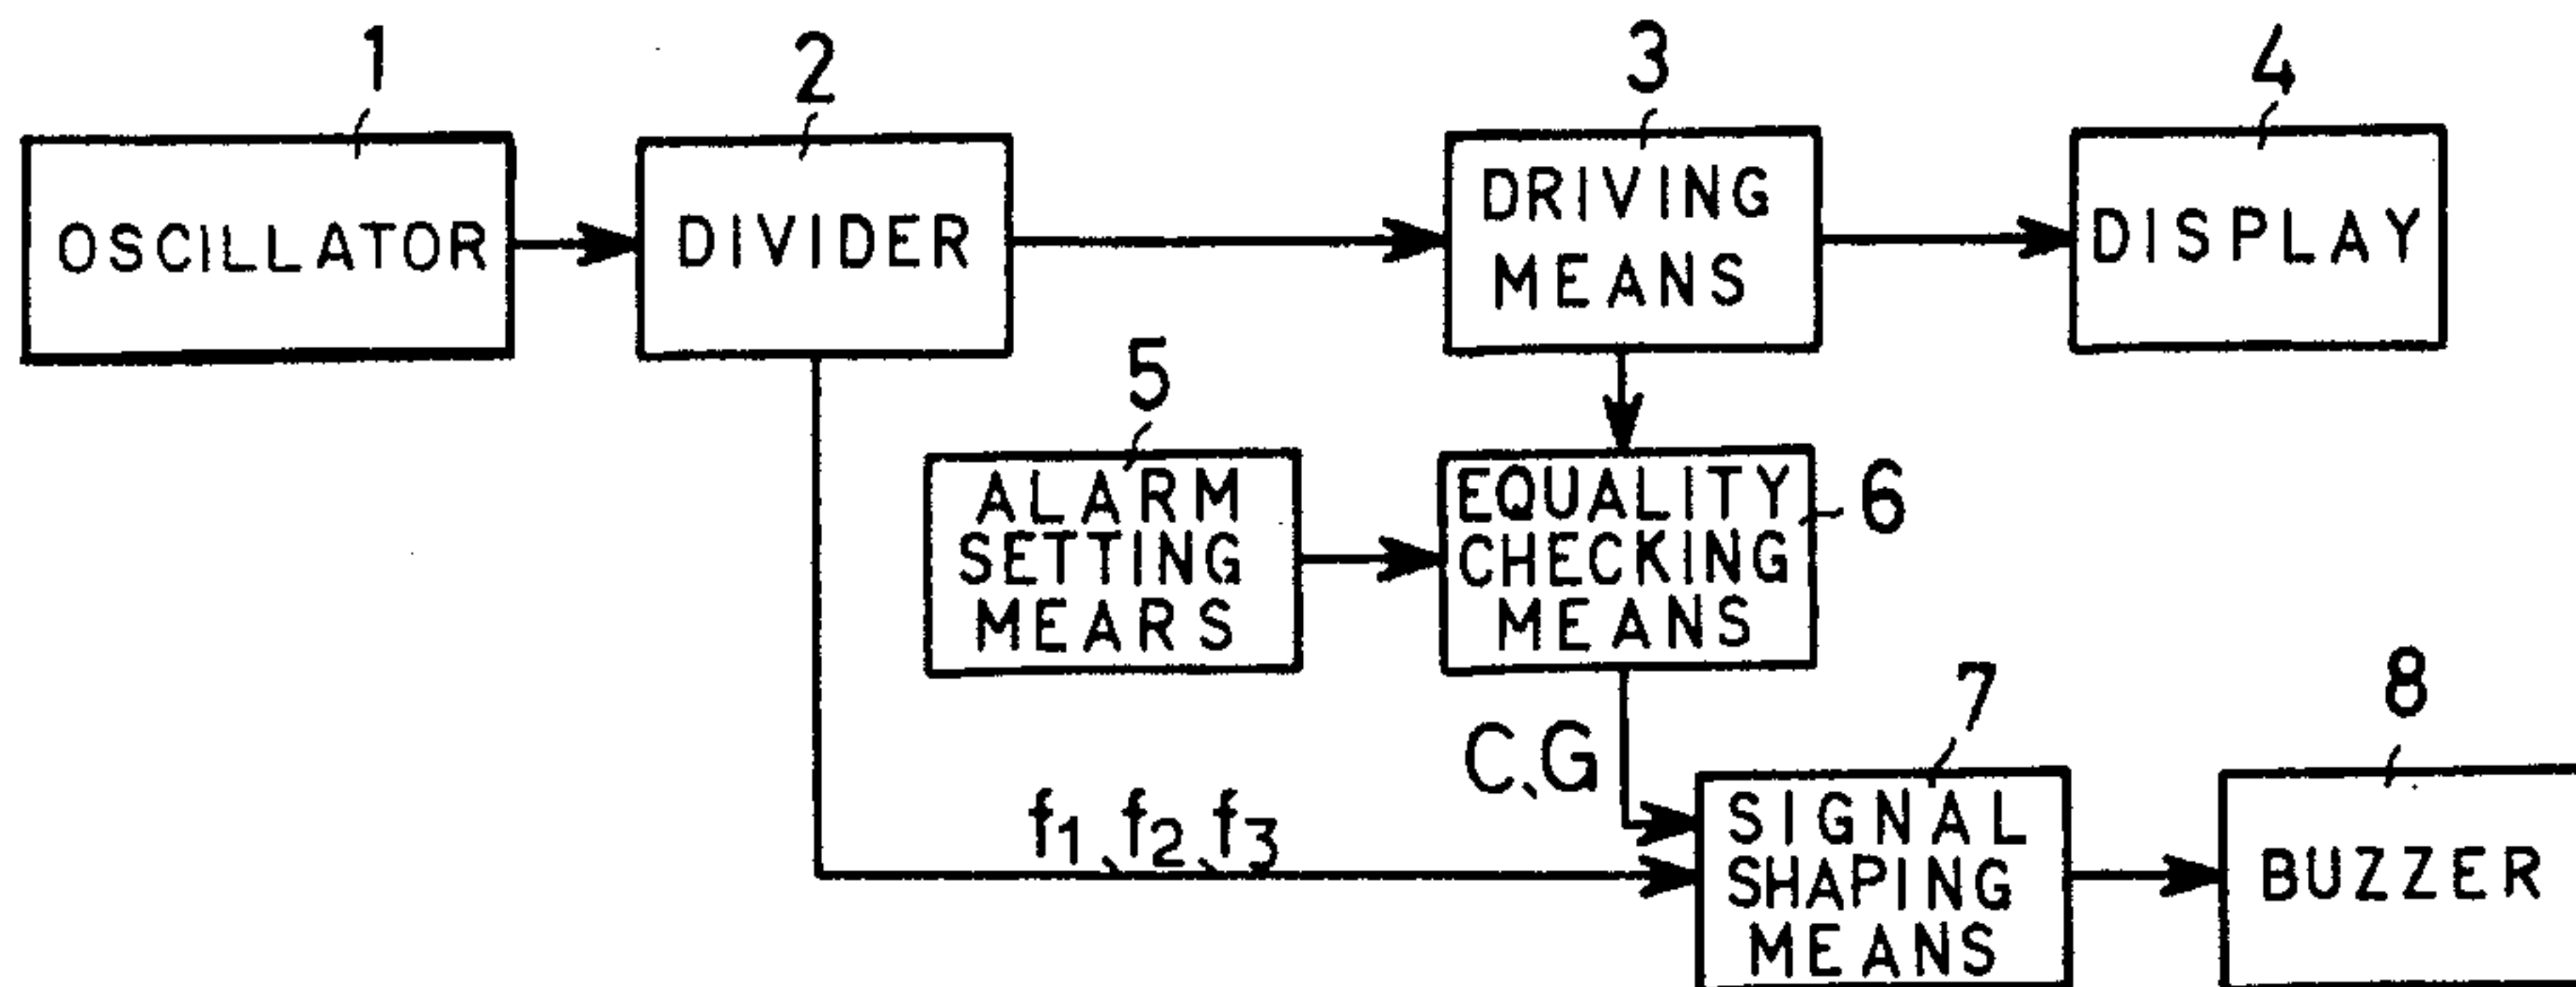 1
2
3
4
OSCILLATOR
DIVIDER
DRIVING
MEANS
DISPLAY
5
ALARM
SETTING
MEARS
EQUALITY
CHECKING
MEANS
6
C、G
f1、f2、f3
7
SIGNAL
SHAPING
MEANS
8
BUZZER